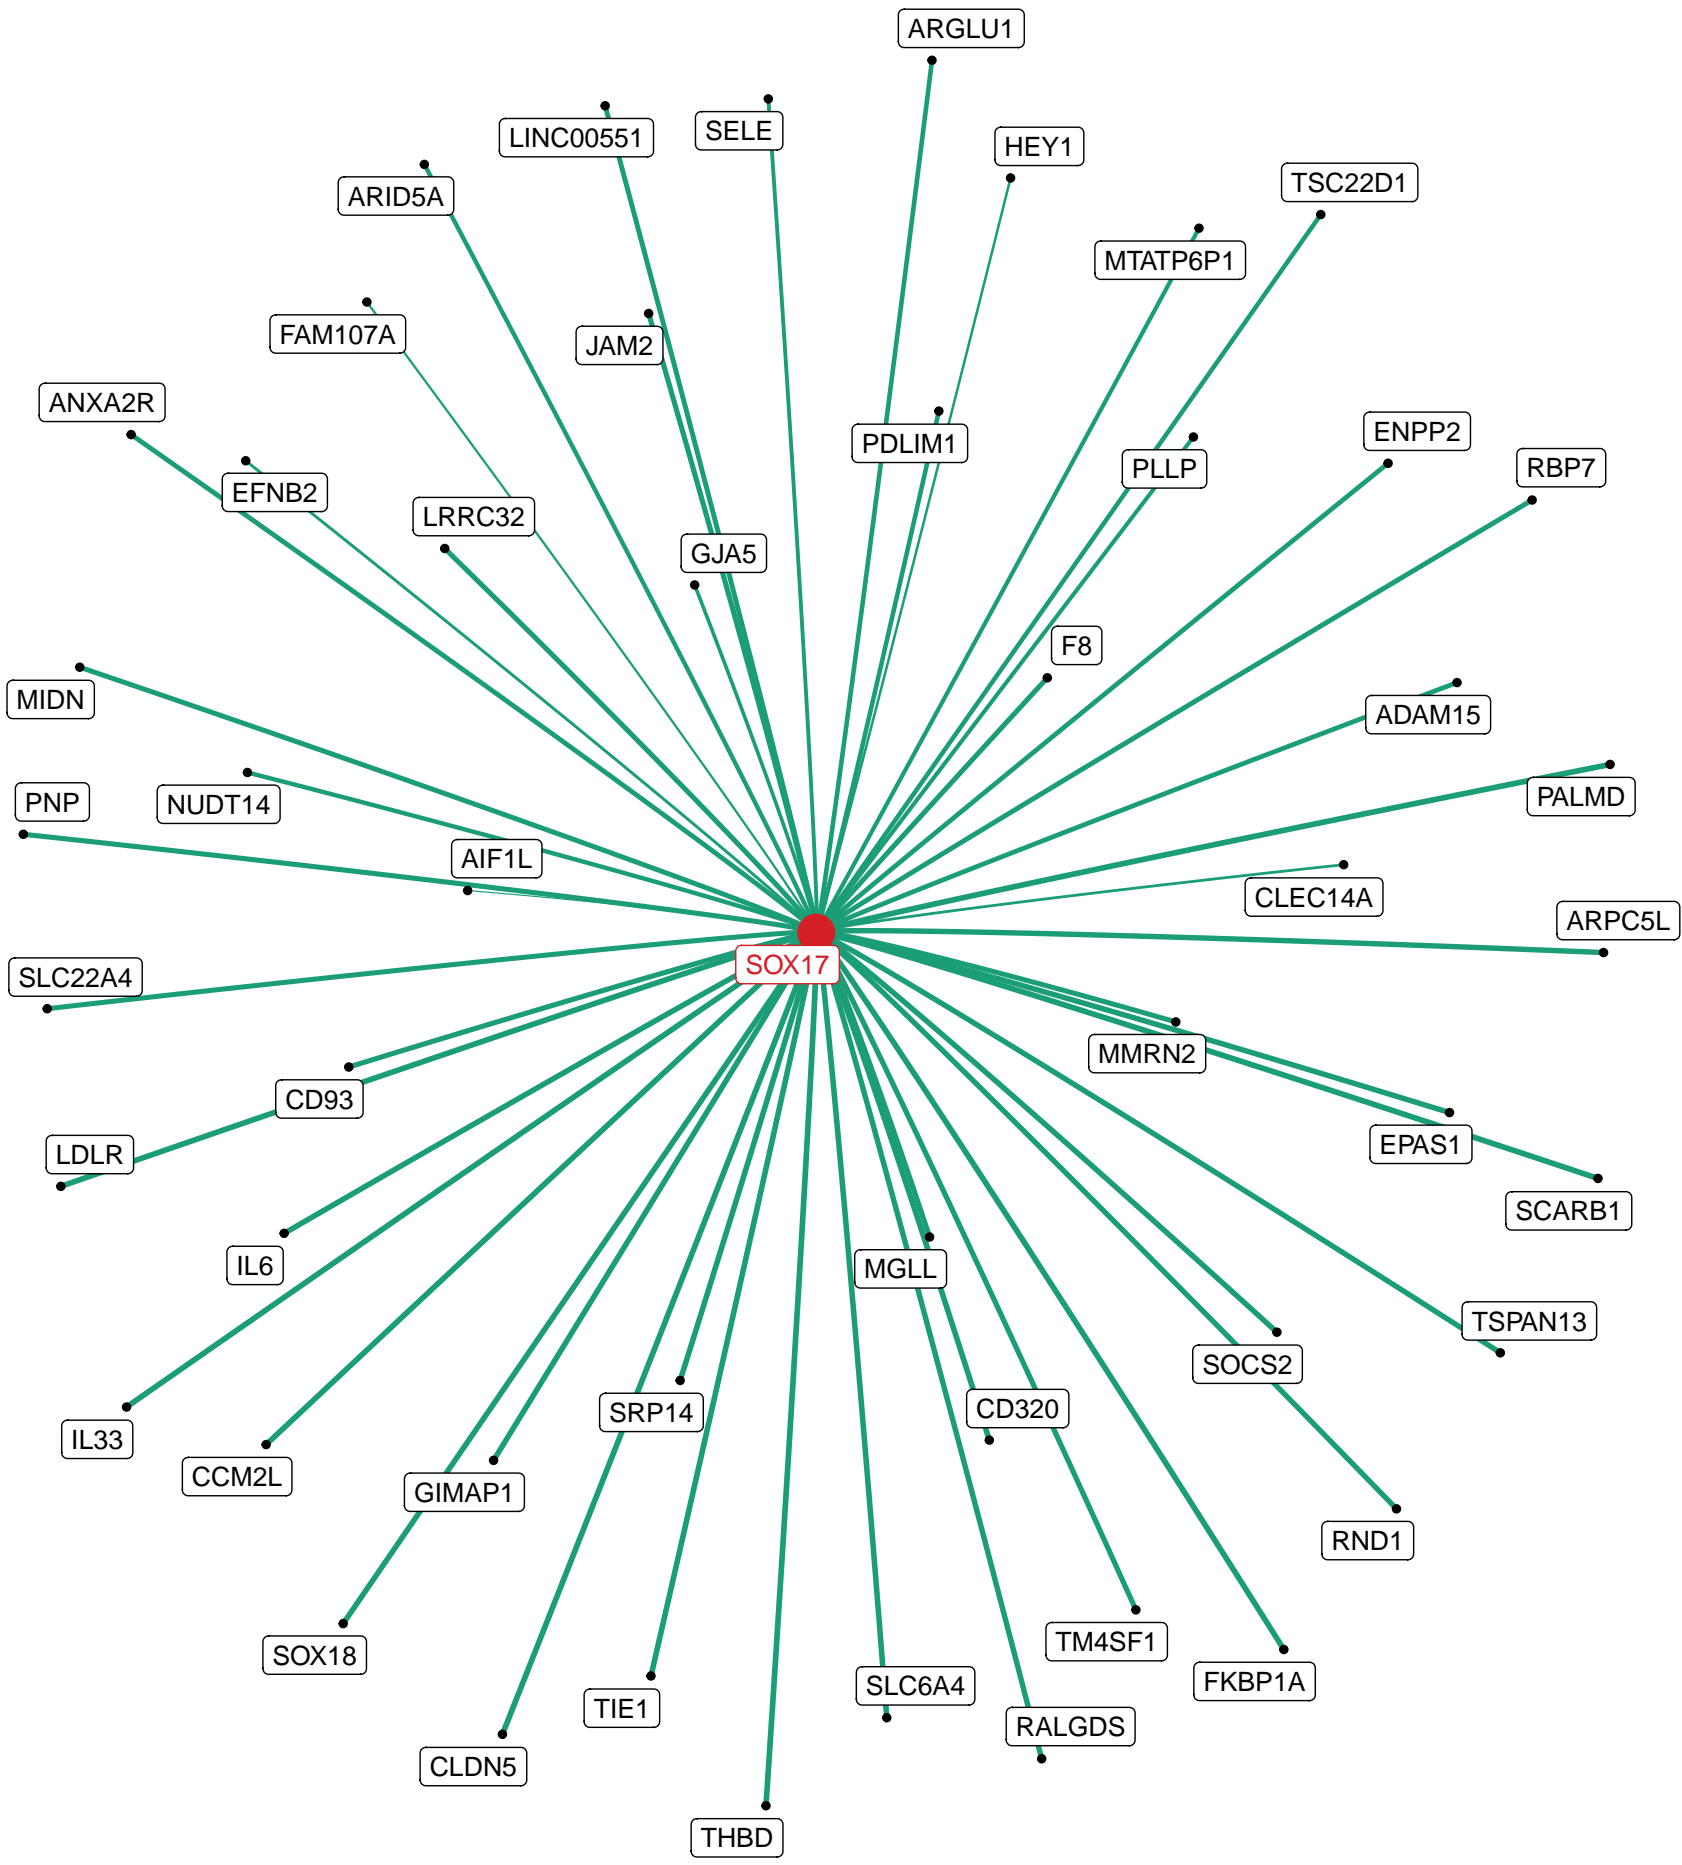 ARGLU1
SELE
LINC00551
HEY1
TSC22D1
ARID5A
MTATP6P1
FAM107A
JAM2
ANXA2R
PDLIM1
ENPP2
PLLP
RBP7
EFNB2
LRRC32
GJA5
F8
MIDN
ADAM15
PALMD
PNP
NUDT14
AIF1L
CLEC14A
ARPC5L
SOX17
SLC22A4
MMRN2
CD93
EPAS1
LDLR
SCARB1
IL6
MGLL
TSPAN13
SOCS2
CD320
SRP14
IL33
CCM2L
GIMAP1
RND1
TM4SF1
SOX18
FKBP1A
SLC6A4
TIE1
RALGDS
CLDN5
THBD